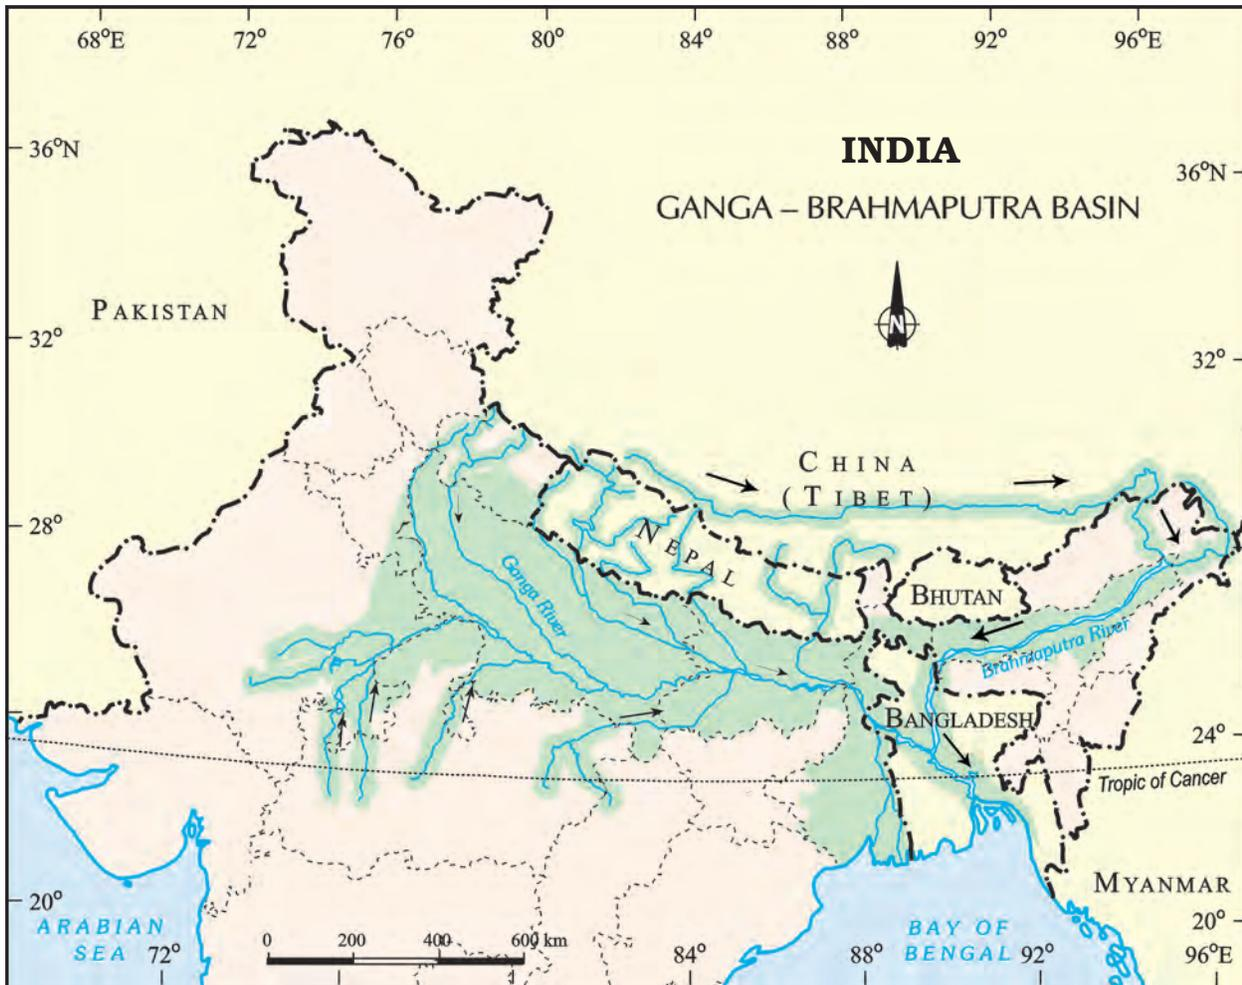 68°E 72° 76° 80° 84° 88° 92° 96°E
36°N
INDIA
36°N
GANGA – BRAHMAPUTRA BASIN
N
PAKISTAN
32°
32°
CHINA
(TIBET)
28°
NEPAL
Ganga River
BHUTAN
Brahmaputra River
BANGLADESH
24°
Tropic of Cancer
MYANMAR
20°
20°
ARABIAN
SEA
BAY OF
BENGAL
0 200 400 600 km
72° 84° 88° 92° 96°E